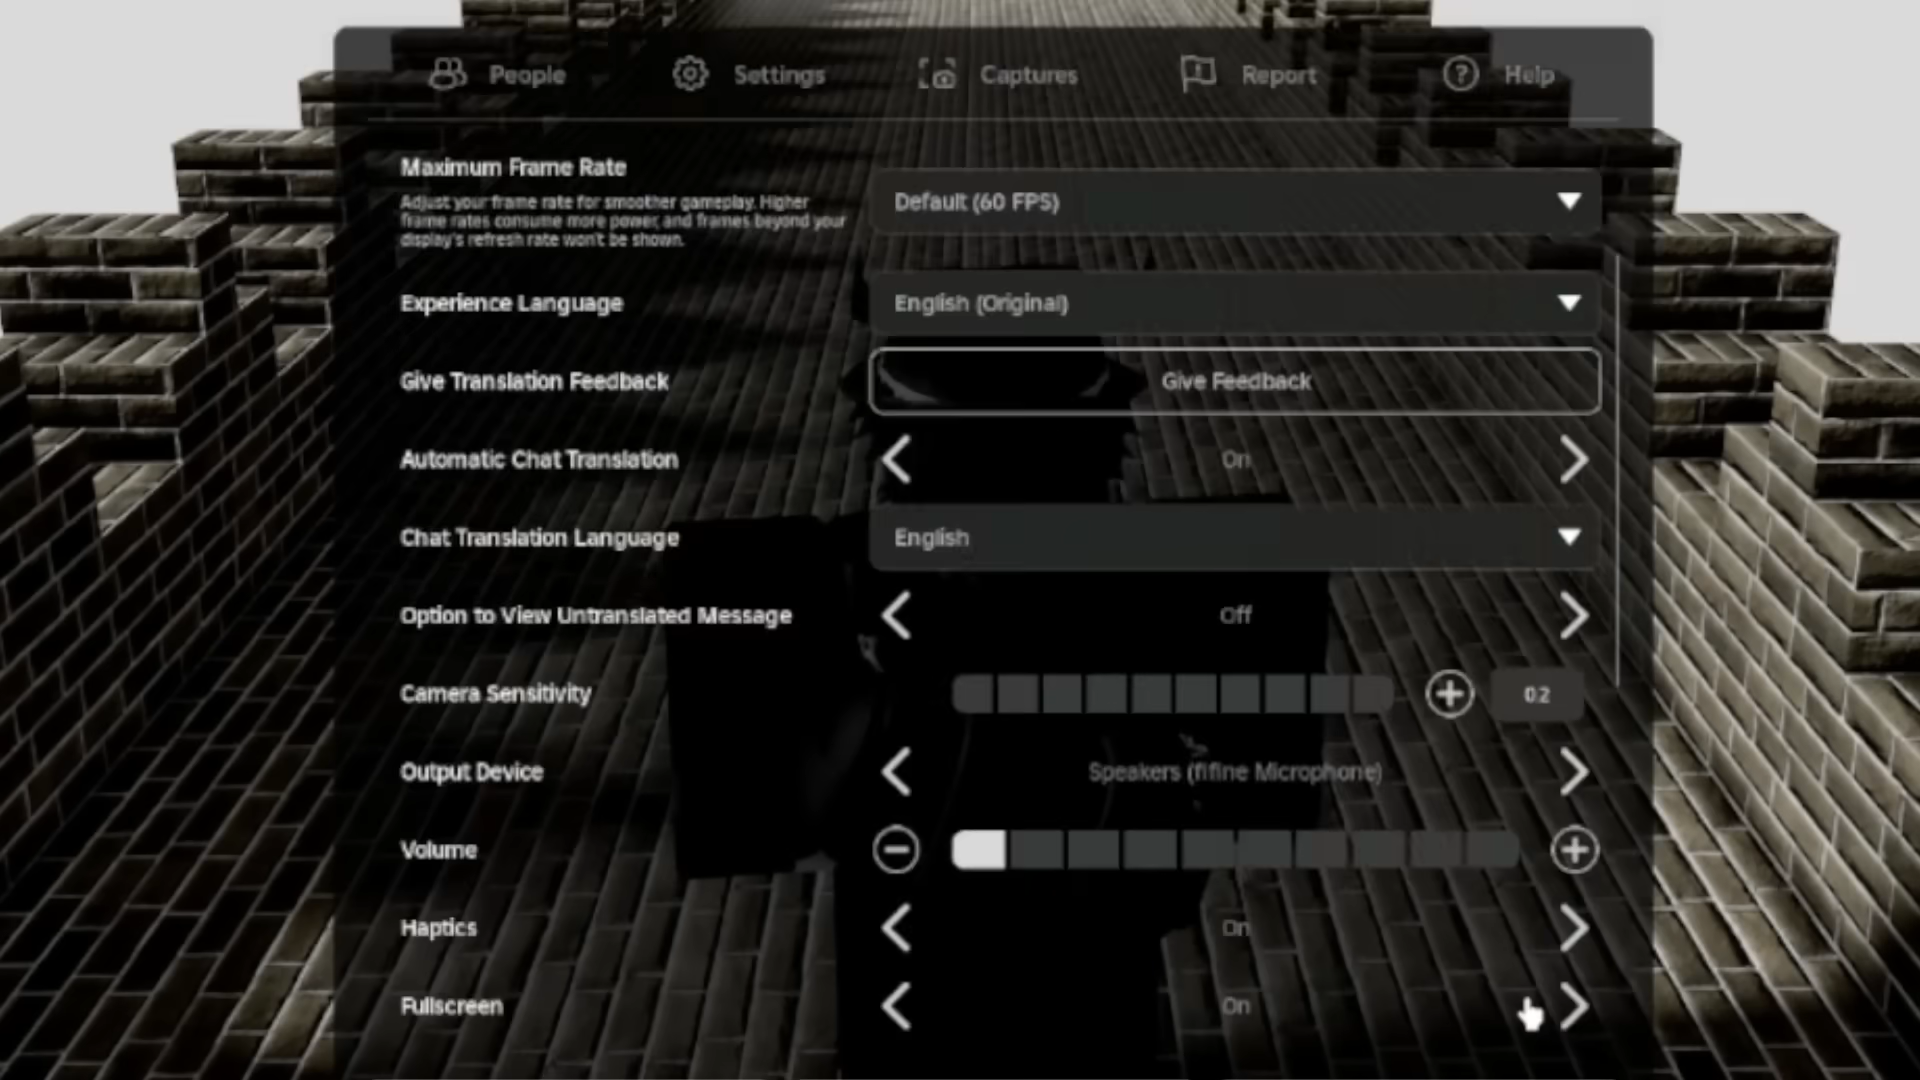 People
Settings
Captures
Report
Help
Maximum Frame Rate
Adjust your frame rate for smoother gameplay. Higher
frame rates consume more power, and frames beyond your
display's refresh rate won't be shown.
Default (60 FPS)
Experience Language
English (Original)
Give Translation Feedback
Give Feedback
Automatic Chat Translation
On
Chat Translation Language
English
Option to View Untranslated Message
Off
Camera Sensitivity
0.2
Output Device
Speakers (fifine Microphone)
Volume
Haptics
On
Fullscreen
On